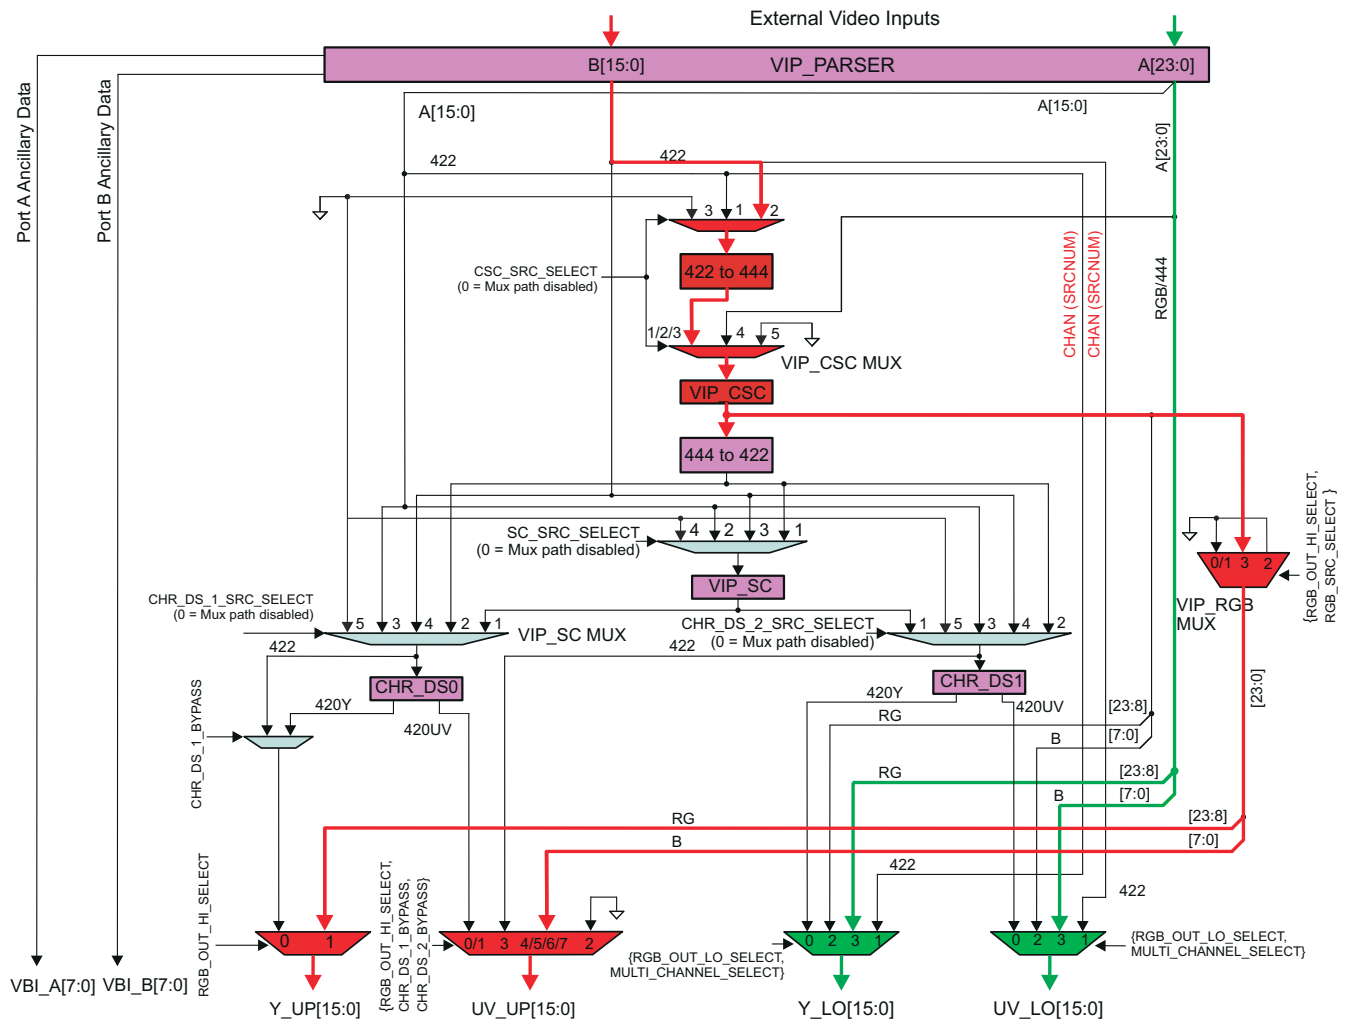 External Video Inputs
B[15:0]
VIP_PARSER
A[23:0]
A[15:0]
A[15:0]
Port A Ancillary Data
Port B Ancillary Data
A[23:0]
422
422
3 1 2
CSC_SRC_SELECT
(0 = Mux path disabled)
422 to 444
CHAN (SRCNUM)
CHAN (SRCNUM)
RGB/444
1/2/3 4 5
VIP_CSC MUX
VIP_CSC
444 to 422
SC_SRC_SELECT
(0 = Mux path disabled)
4 2 3 1
{RGB_OUT_HI_SELECT,
RGB_SRC_SELECT }
0/1 3 2
VIP_RGB
MUX
VIP_SC
CHR_DS_1_SRC_SELECT
(0 = Mux path disabled)
5 3 4 2 1
VIP_SC MUX
CHR_DS_2_SRC_SELECT
(0 = Mux path disabled)
1 5 3 4 2
422
422
CHR_DS0
CHR_DS1
[23:0]
420Y
420UV
420Y
420UV
CHR_DS_1_BYPASS
RG
[23:8]
B
[7:0]
RG
[23:8]
B
[7:0]
RG
[23:8]
B
[7:0]
422
422
RGB_OUT_HI_SELECT
0 1
{RGB_OUT_HI_SELECT,
CHR_DS_1_BYPASS,
CHR_DS_2_BYPASS}
0/1 3 4/5/6/7 2
{RGB_OUT_LO_SELECT,
MULTI_CHANNEL_SELECT}
0 2 3 1
0 2 3 1
{RGB_OUT_LO_SELECT,
MULTI_CHANNEL_SELECT}
VBI_A[7:0]
VBI_B[7:0]
Y_UP[15:0]
UV_UP[15:0]
Y_LO[15:0]
UV_LO[15:0]